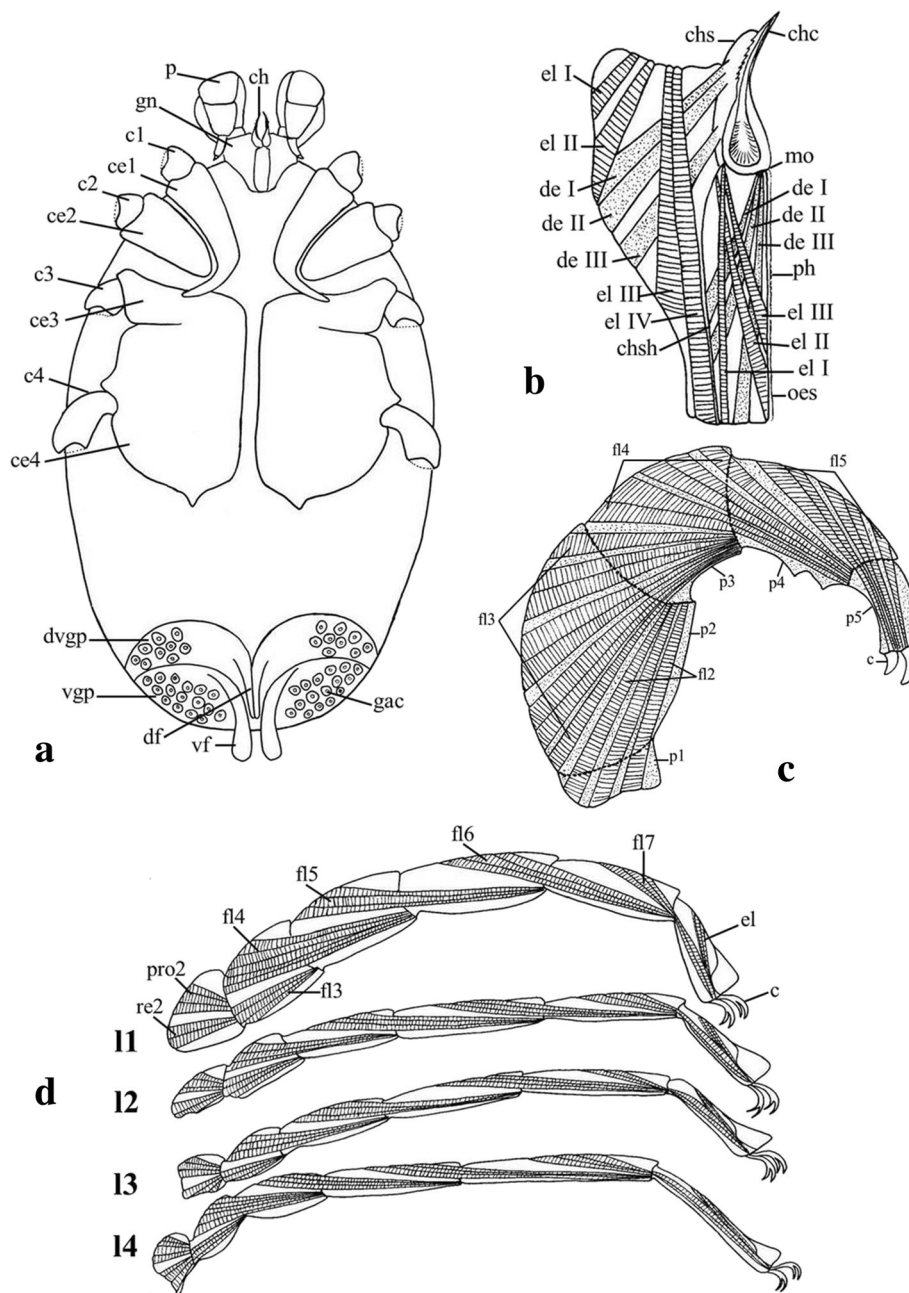 p
ch
gn
c1
ce1
c2
ce2
c3
ce3
c4
ce4
dvgp
vgp
gac
df
vf
a
chs
chc
el I
el II
mo
de I
de I
de II
de II
de III
de III
ph
el III
el III
el IV
el II
chsh
el I
oes
b
fl4
fl5
p3
p4
p5
fl3
p2
fl2
c
p1
c
fl6
fl7
fl5
fl4
el
pro2
c
re2
fl3
l1
d
l2
l3
l4